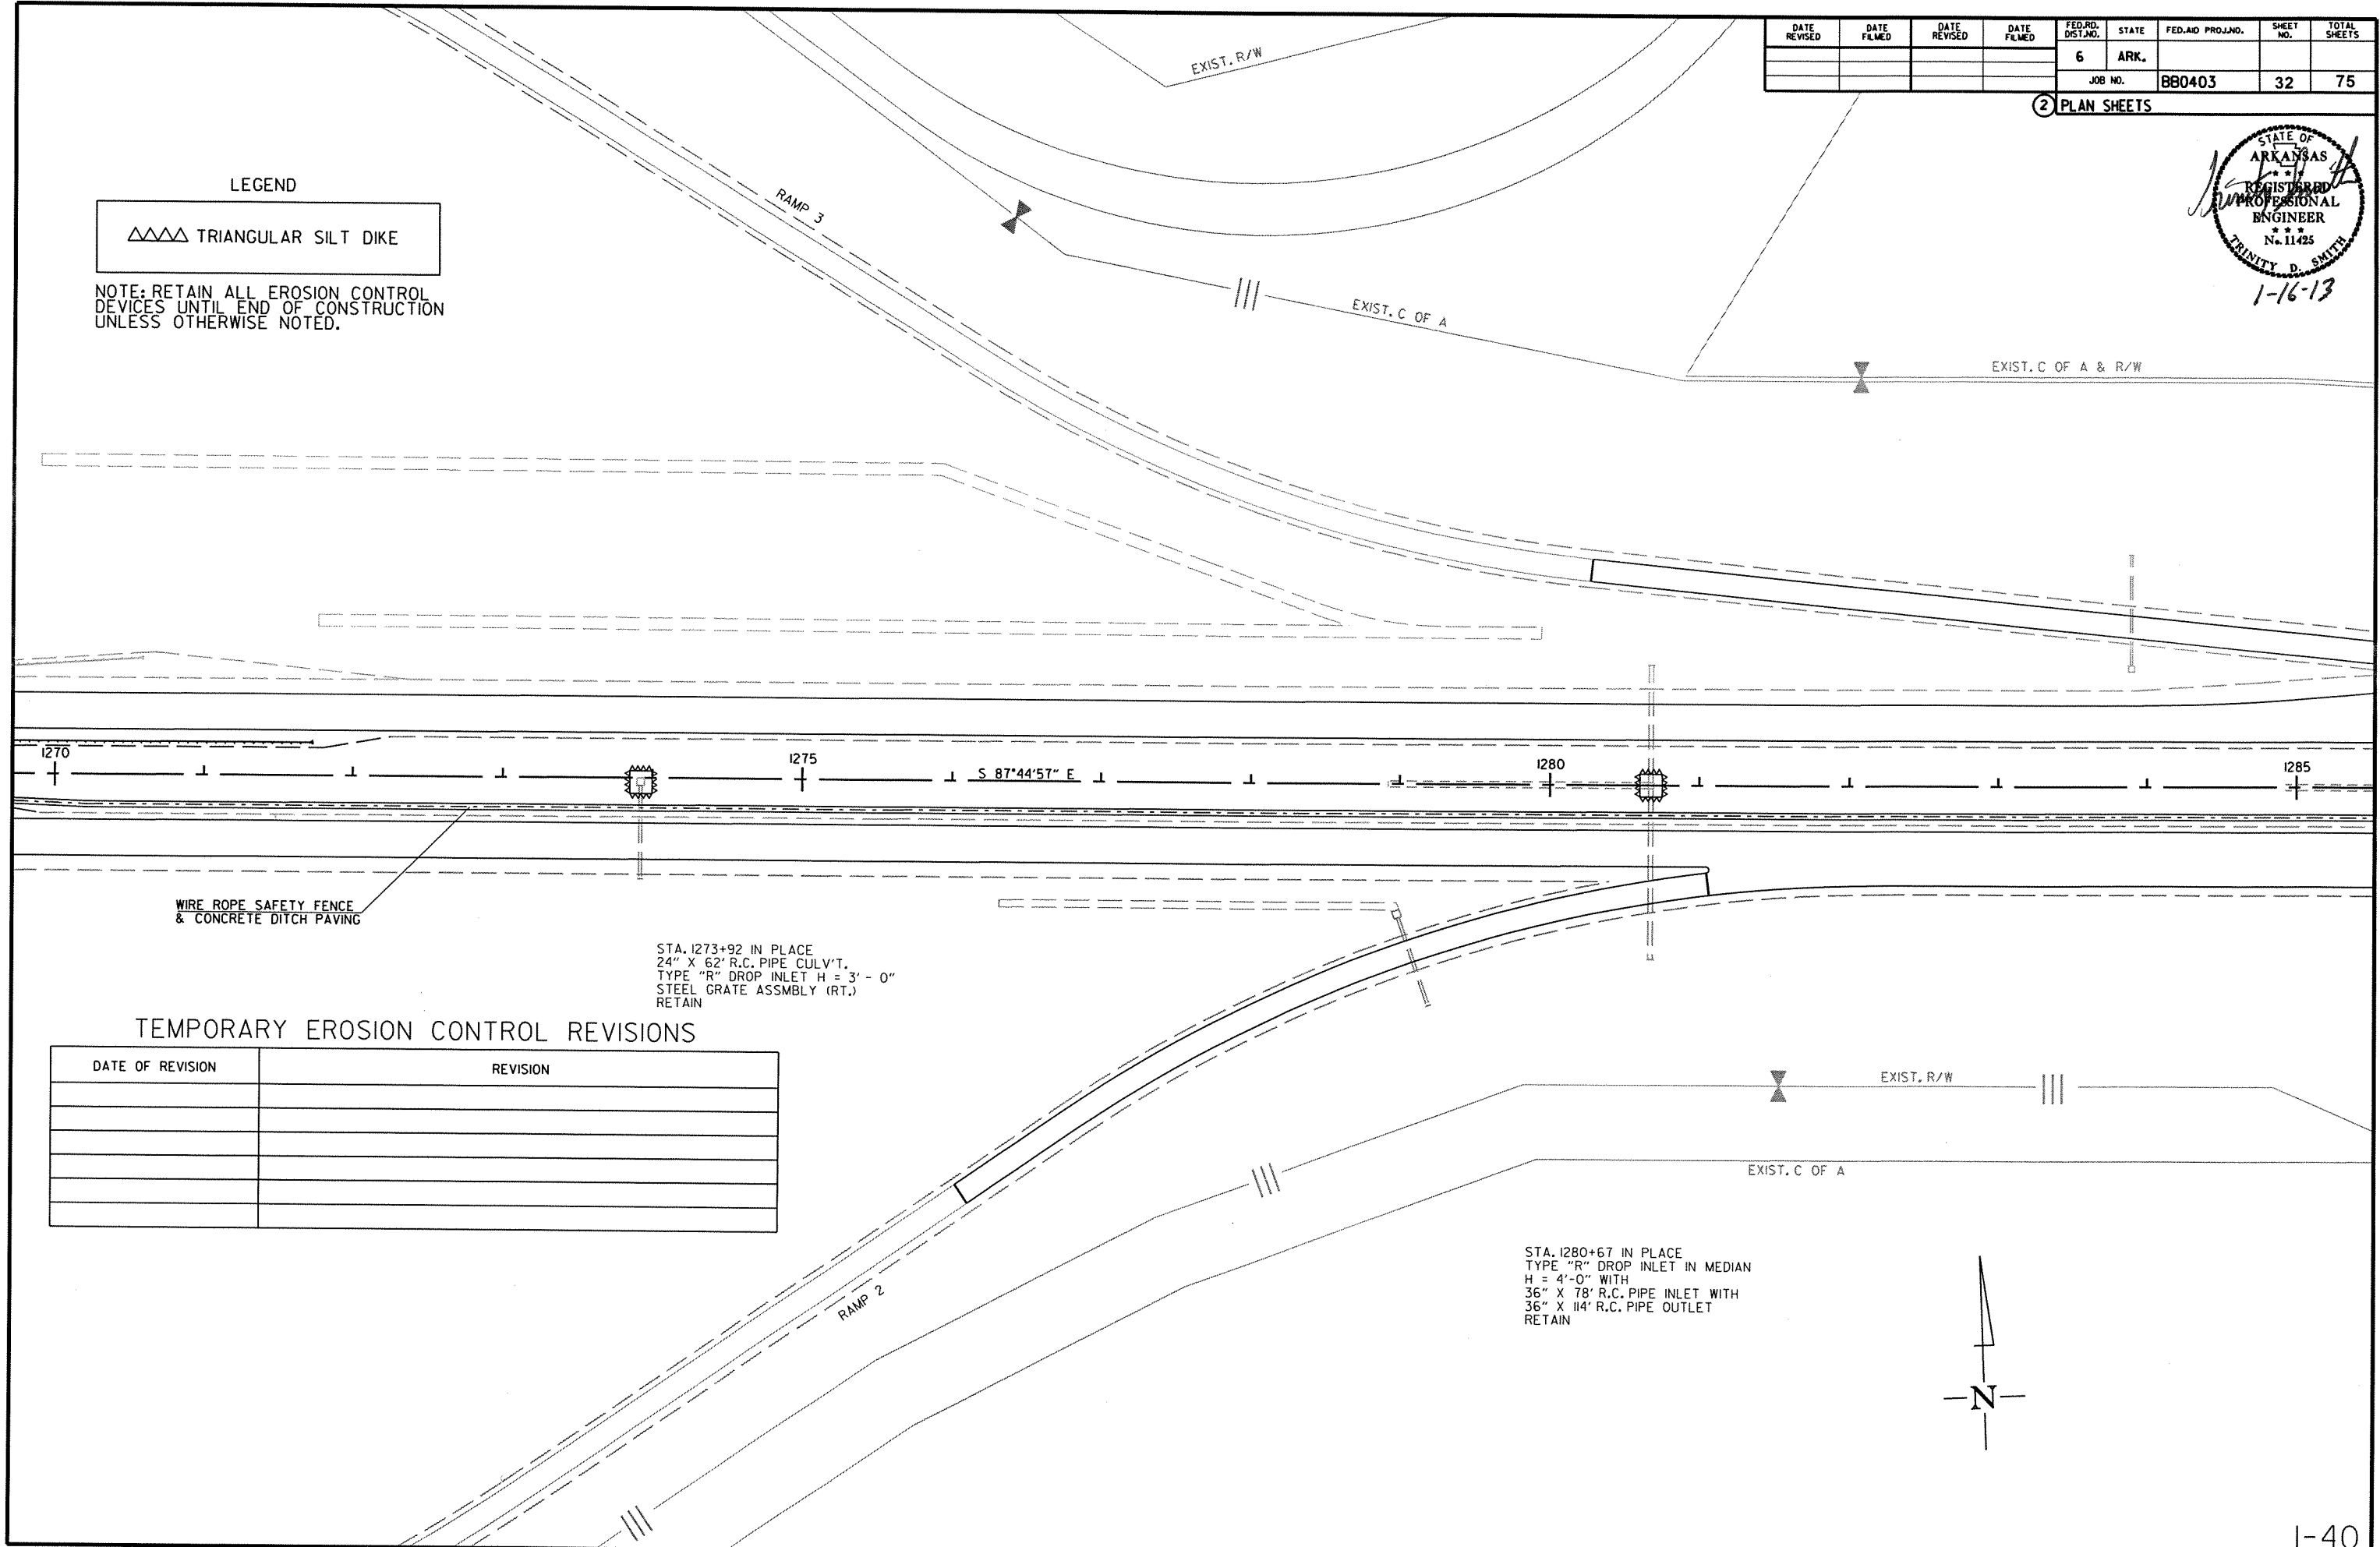 DATE REVISED
DATE FILMED
DATE REVISED
DATE FILMED
FED.RD. DIST.NO.
STATE
FED.AID PROJ.NO.
SHEET NO.
TOTAL SHEETS
6
ARK.
JOB NO.
BB0403
32
75
2 PLAN SHEETS
STATE OF
ARKANSAS
★ ★ ★
REGISTERED
PROFESSIONAL
ENGINEER
★ ★ ★
No. 11425
TRINITY D. SMITH
1-16-13
EXIST. R/W
LEGEND
TRIANGULAR SILT DIKE
NOTE: RETAIN ALL EROSION CONTROL
DEVICES UNTIL END OF CONSTRUCTION
UNLESS OTHERWISE NOTED.
RAMP 3
EXIST. C OF A
EXIST. C OF A & R/W
1270
1275
S 87°44'57" E
1280
1285
WIRE ROPE SAFETY FENCE
& CONCRETE DITCH PAVING
STA. 1273+92 IN PLACE
24" X 62' R.C. PIPE CULV'T.
TYPE "R" DROP INLET H = 3' - 0"
STEEL GRATE ASSMBLY (RT.)
RETAIN
TEMPORARY EROSION CONTROL REVISIONS
DATE OF REVISION
REVISION
EXIST. R/W
EXIST. C OF A
RAMP 2
STA. 1280+67 IN PLACE
TYPE "R" DROP INLET IN MEDIAN
H = 4'-0" WITH
36" X 78' R.C. PIPE INLET WITH
36" X 114' R.C. PIPE OUTLET
RETAIN
N
I-40